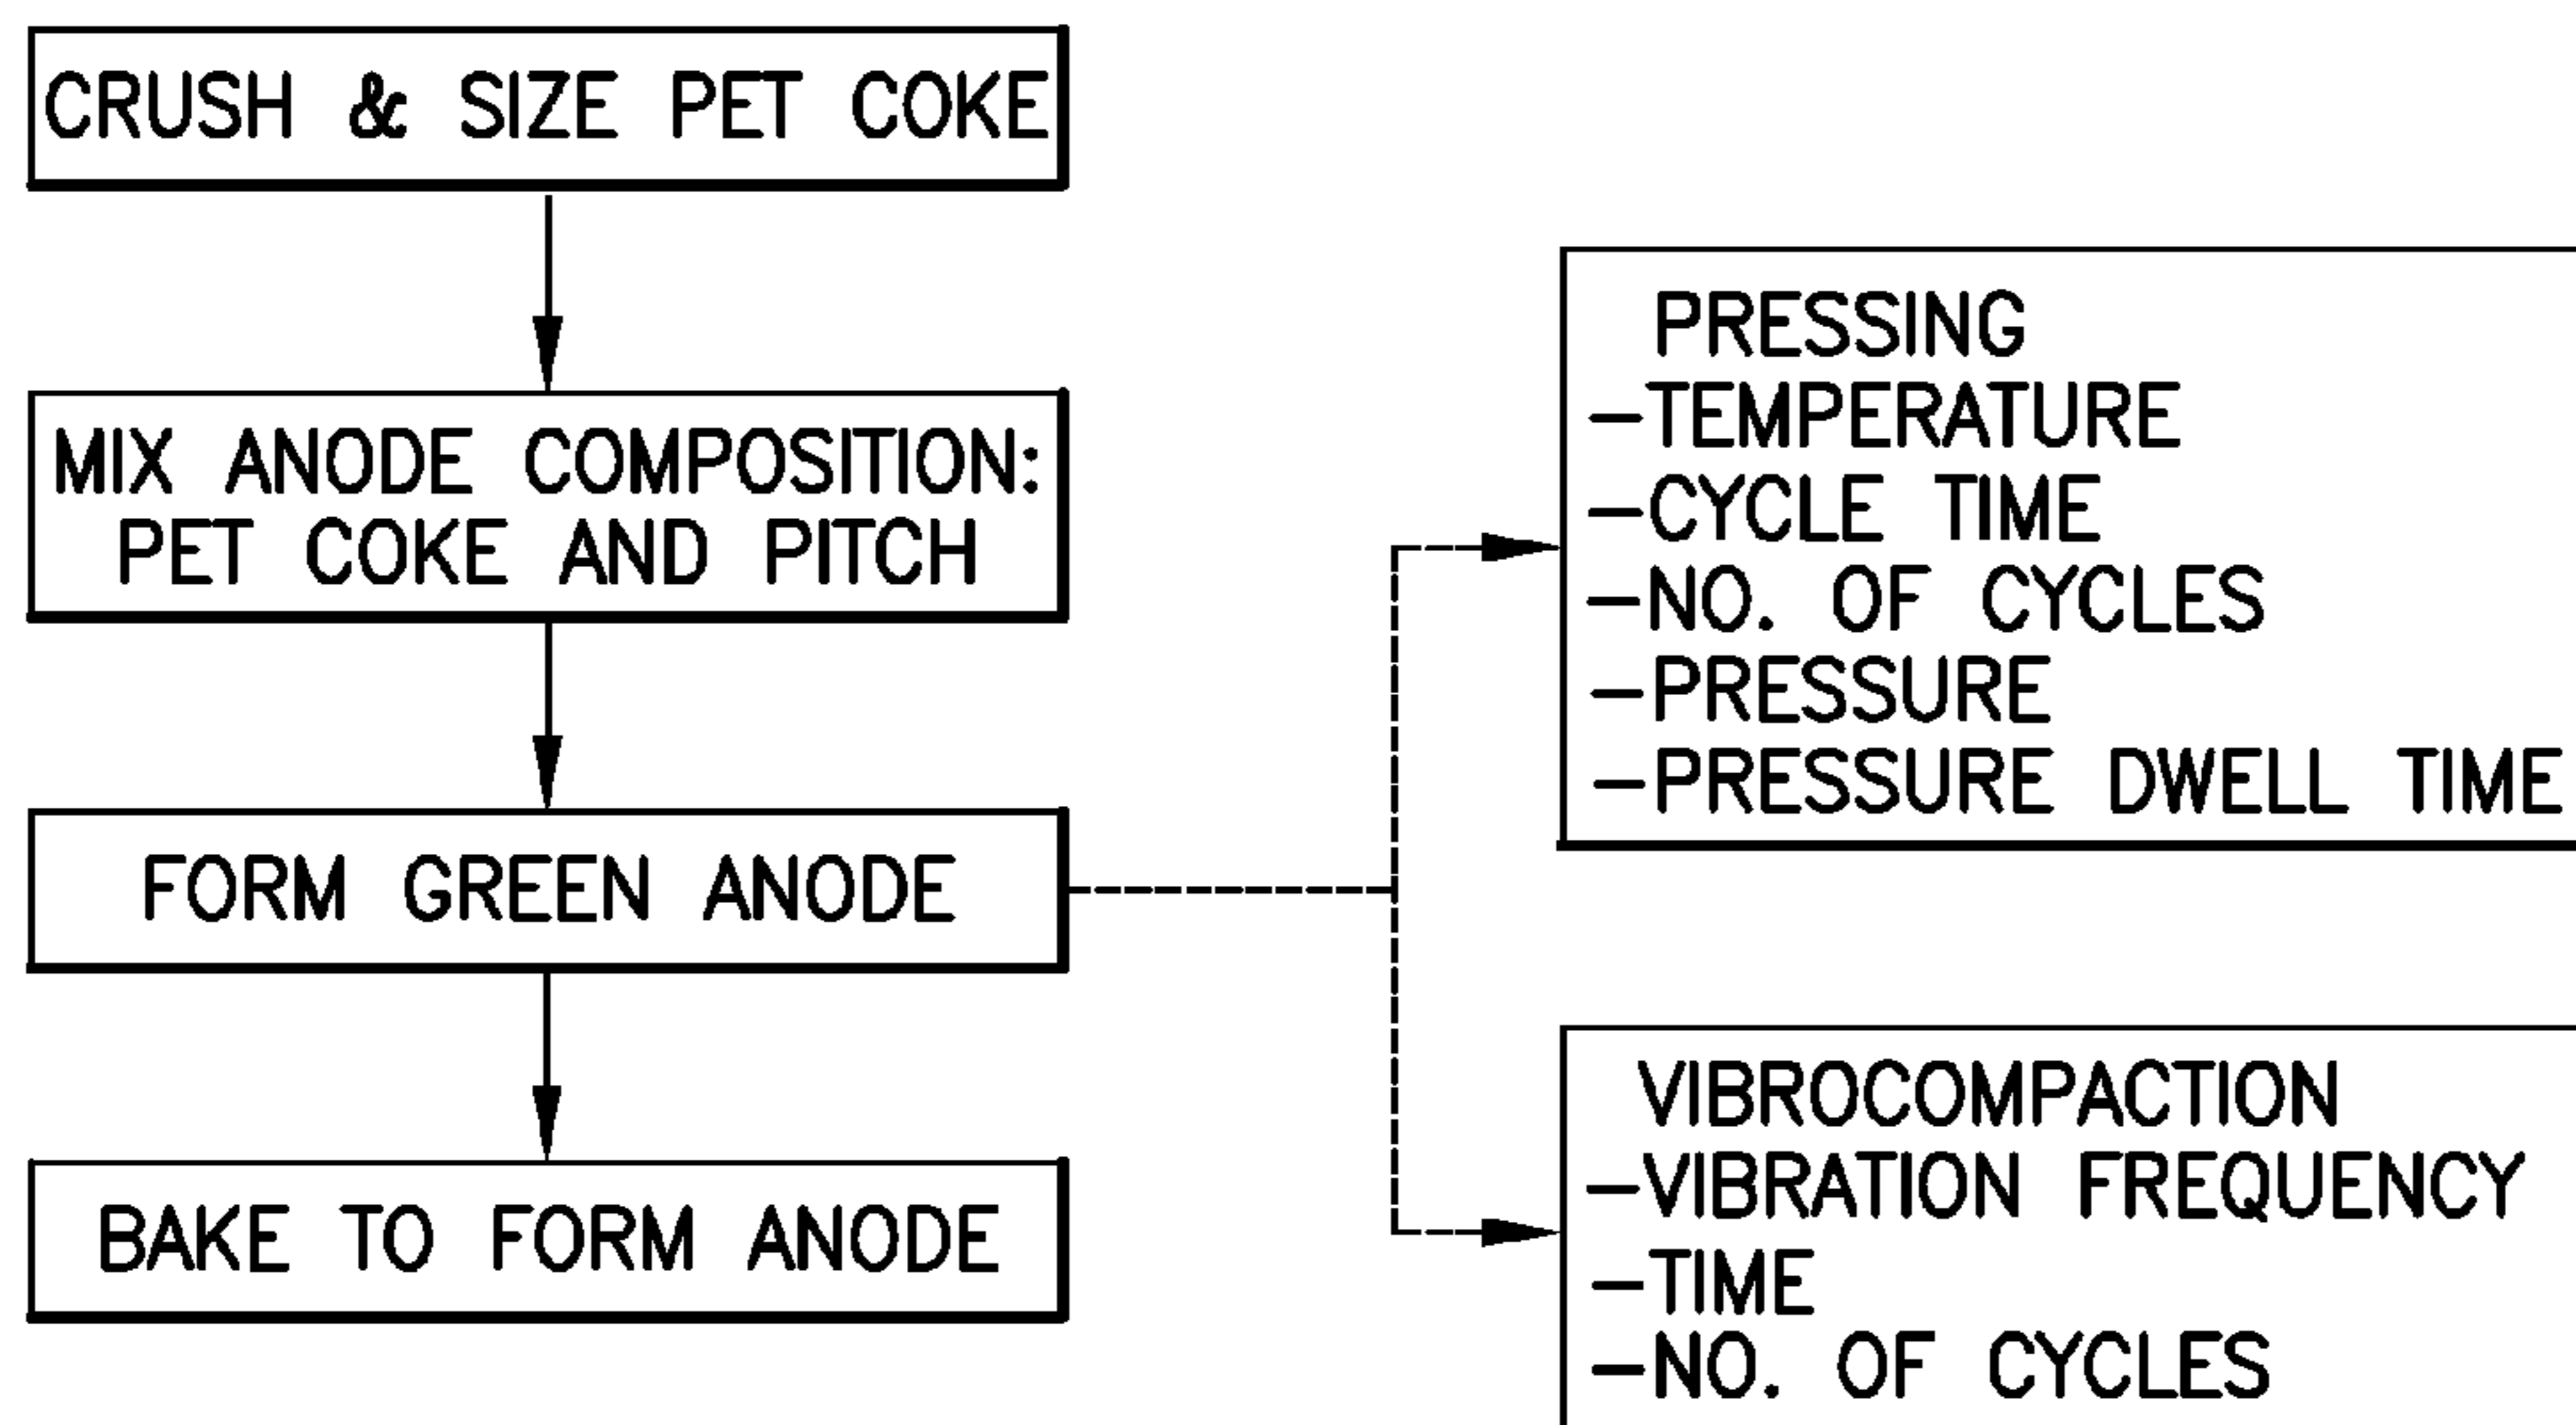 CRUSH & SIZE PET COKE
MIX ANODE COMPOSITION:
PET COKE AND PITCH
FORM GREEN ANODE
BAKE TO FORM ANODE
PRESSING
-TEMPERATURE
-CYCLE TIME
-NO. OF CYCLES
-PRESSURE
-PRESSURE DWELL TIME
VIBROCOMPACTION
-VIBRATION FREQUENCY
-TIME
-NO. OF CYCLES